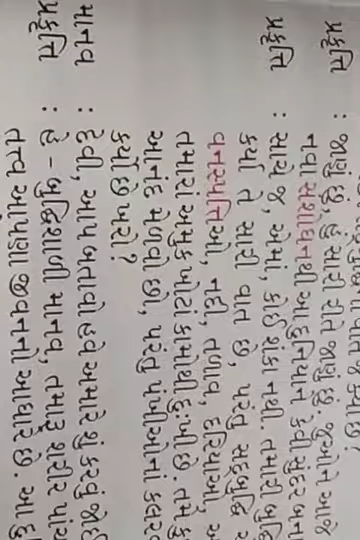 પ્રકૃતિ : જાણું છું, હું સારી રીતે જાણું છું. જુઓને આજ
નવા સંશોધનથી આ દુનિયાને કેવી સુંદર બના
પ્રકૃતિ : સાચે જ, એમાં, કોઈ શંકા નથી. તમારી બુદ્ધિ
કર્યો તે સારી વાત છે, પરંતુ સદ્બુદ્ધિ
વનસ્પતિઓ, નદી, તળાવ, દરિયાઓ,
તમારાં અમુક ખોટાં કામોથી દુઃખી છે. તમે ક
આનંદ મેળવો છો, પરંતુ પંખીઓનાં કલરવ
કર્યો છે ખરો?
માનવ : દેવી, આપ બતાવો હવે અમારે શું કરવું જોઈ
પ્રકૃતિ : હે - બુદ્ધિશાળી માનવ, તમારું શરીર પાંચ
તત્ત્વ આપણા જીવનનો આધાર છે. આ દુ